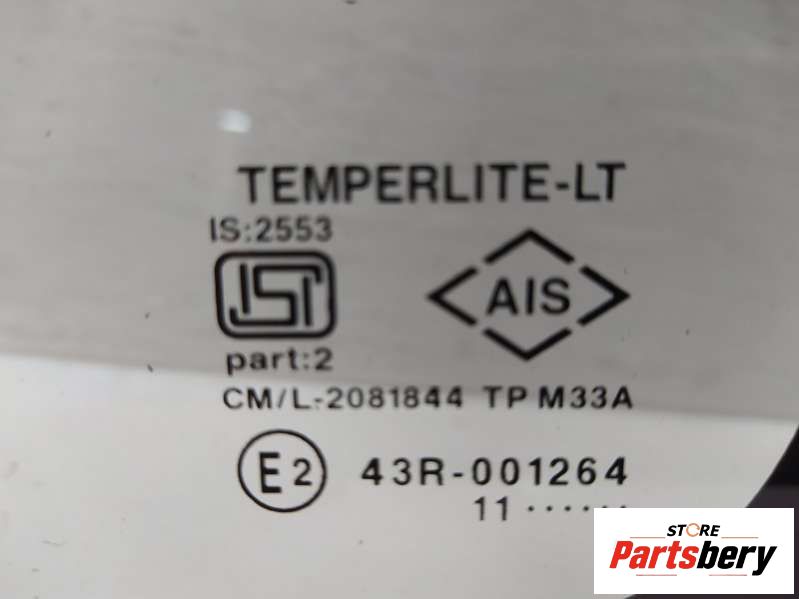 TEMPERLITE-LT
IS:2553
ISI
AIS
part:2
CM/L-2081844 TP M33A
E2 43R-001264
11 ......
STORE
Partsbery